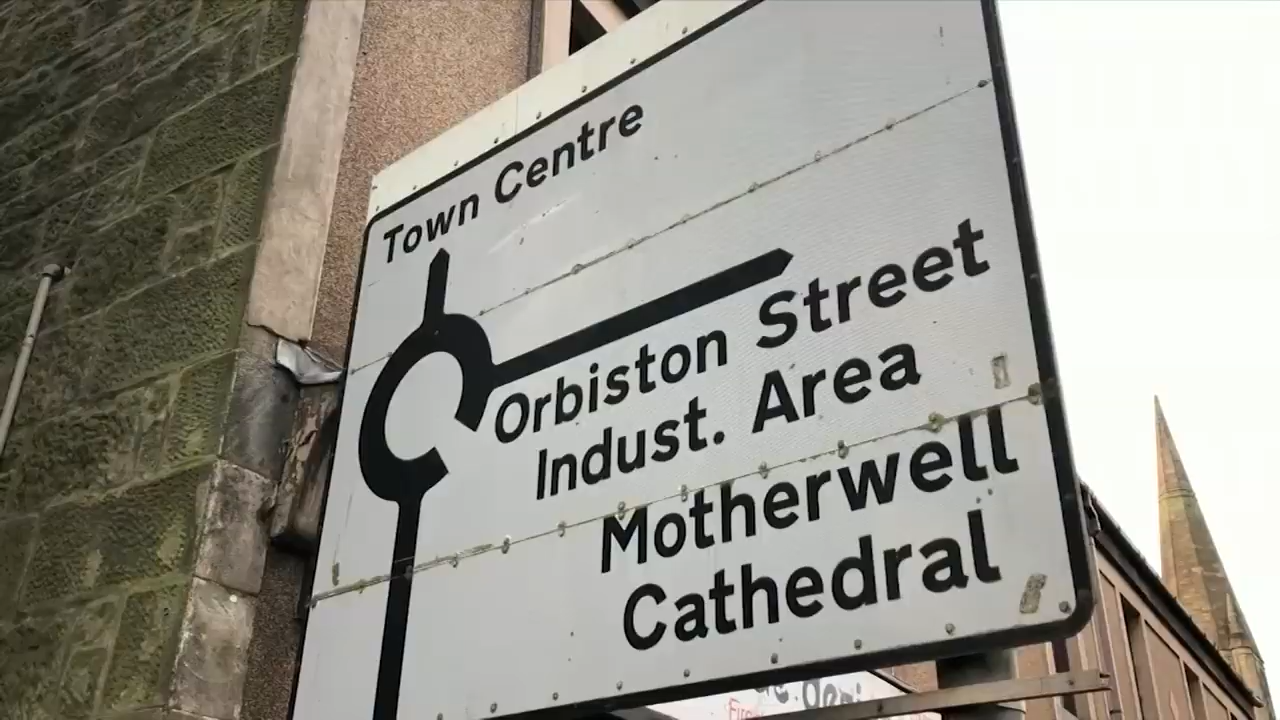 Town Centre
Orbiston Street
Indust. Area
Motherwell
Cathedral